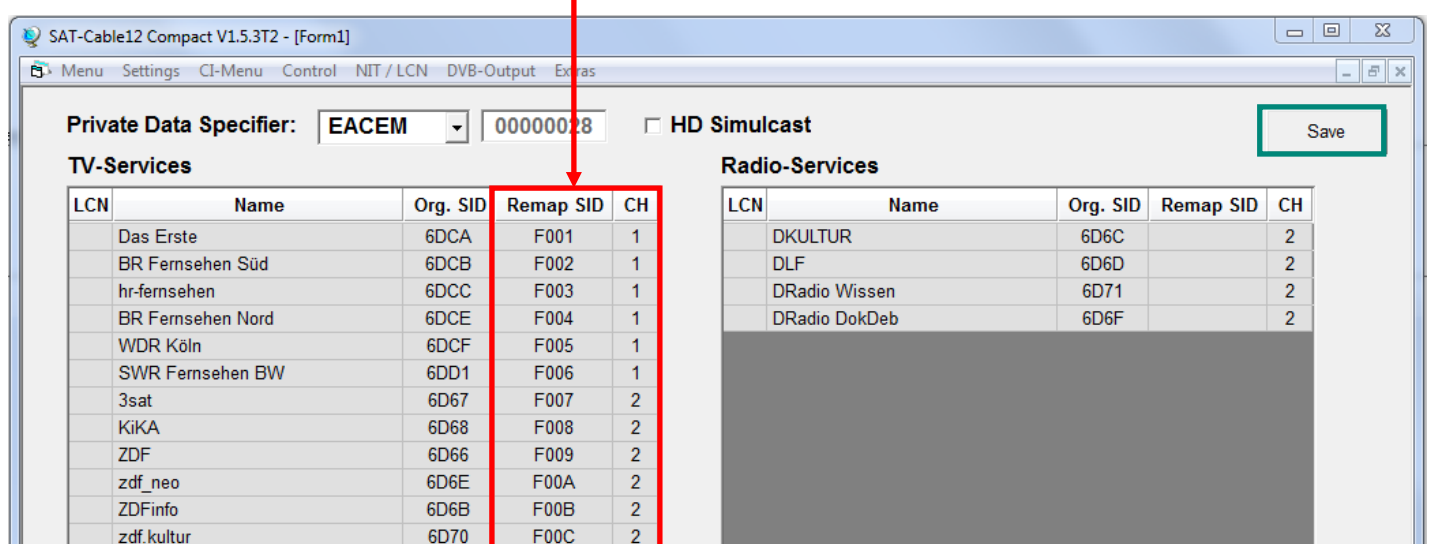 SAT-Cable12 Compact V1.5.3T2 - [Form1]
Menu Settings CI-Menu Control NIT / LCN DVB-Output Extras
Private Data Specifier: EACEM 00000028 HD Simulcast Save
TV-Services Radio-Services
LCN Name Org. SID Remap SID CH LCN Name Org. SID Remap SID CH
Das Erste 6DCA F001 1 DKULTUR 6D6C 2
BR Fernsehen Süd 6DCB F002 1 DLF 6D6D 2
hr-fernsehen 6DCC F003 1 DRadio Wissen 6D71 2
BR Fernsehen Nord 6DCE F004 1 DRadio DokDeb 6D6F 2
WDR Köln 6DCF F005 1
SWR Fernsehen BW 6DD1 F006 1
3sat 6D67 F007 2
KiKA 6D68 F008 2
ZDF 6D66 F009 2
zdf_neo 6D6E F00A 2
ZDFinfo 6D6B F00B 2
zdf.kultur 6D70 F00C 2